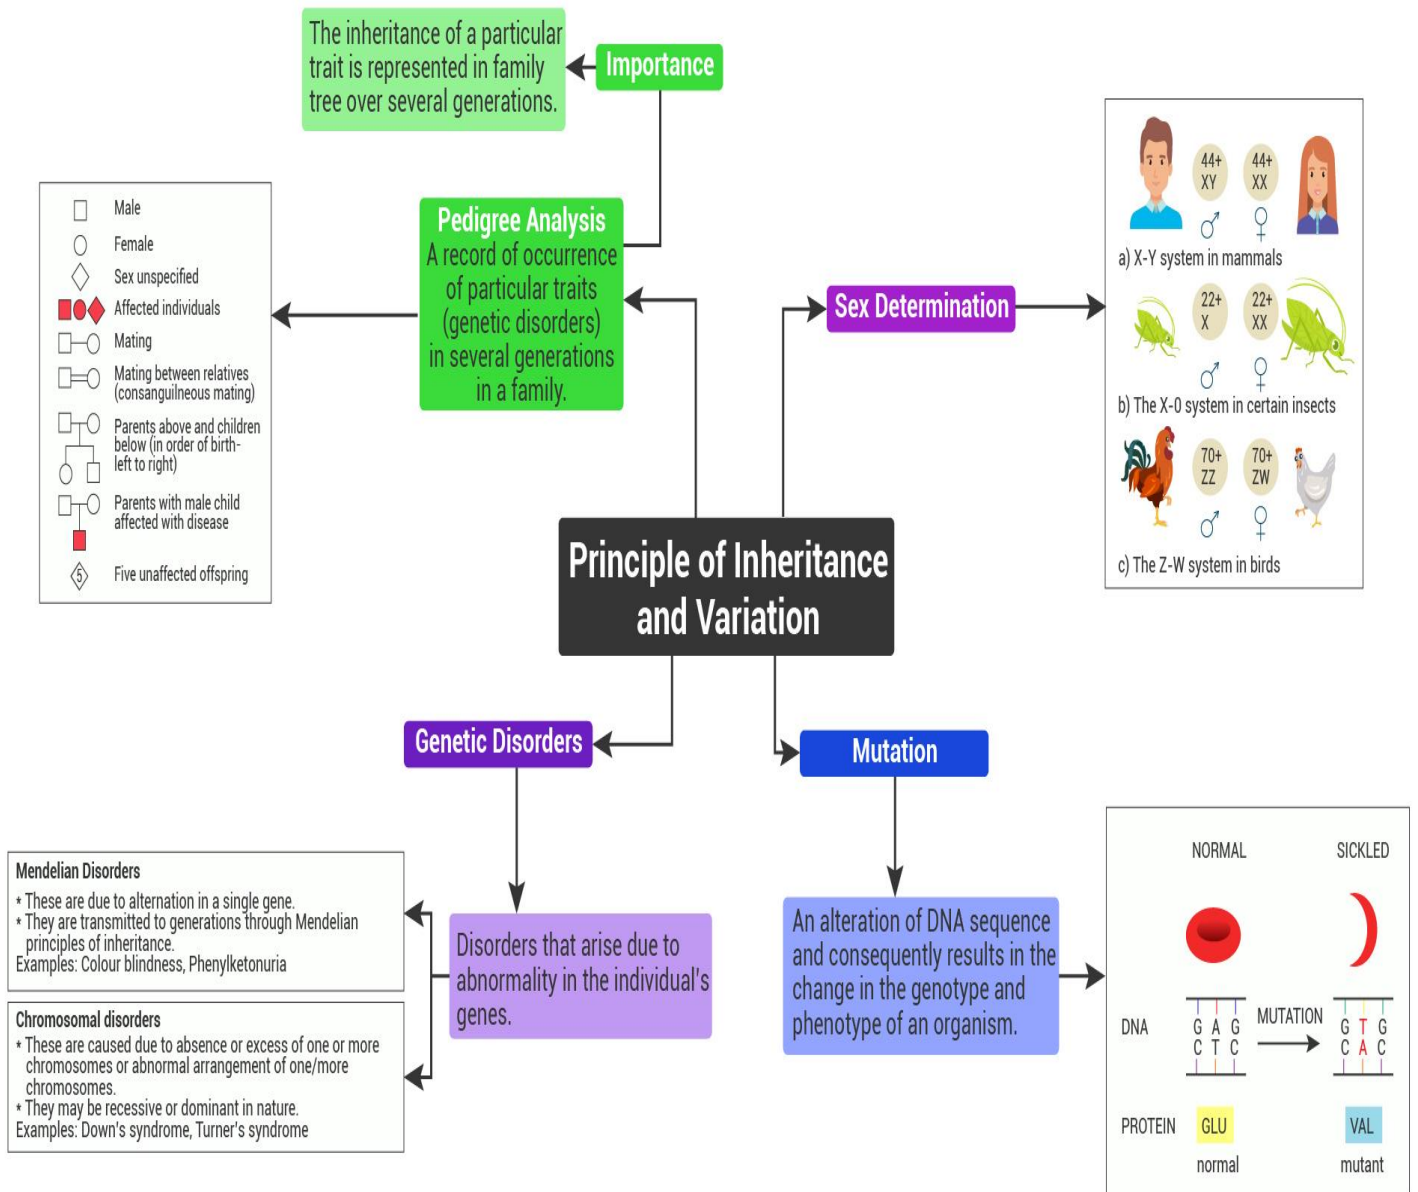 The inheritance of a particular
trait is represented in family
tree over several generations.
Importance
Pedigree Analysis
A record of occurrence
of particular traits
(genetic disorders)
in several generations
in a family.
Male
Female
Sex unspecified
Affected individuals
Mating
Mating between relatives
(consanguilneous mating)
Parents above and children
below (in order of birth-
left to right)
Parents with male child
affected with disease
5
Five unaffected offspring
Sex Determination
44+
XY
44+
XX
♂
♀
a) X-Y system in mammals
22+
X
22+
XX
♂
♀
b) The X-0 system in certain insects
70+
ZZ
70+
ZW
♂
♀
c) The Z-W system in birds
Principle of Inheritance
and Variation
Genetic Disorders
Disorders that arise due to
abnormality in the individual's
genes.
Mendelian Disorders
* These are due to alternation in a single gene.
* They are transmitted to generations through Mendelian
principles of inheritance.
Examples: Colour blindness, Phenylketonuria
Chromosomal disorders
* These are caused due to absence or excess of one or more
chromosomes or abnormal arrangement of one/more
chromosomes.
* They may be recessive or dominant in nature.
Examples: Down's syndrome, Turner's syndrome
Mutation
An alteration of DNA sequence
and consequently results in the
change in the genotype and
phenotype of an organism.
NORMAL
SICKLED
DNA
G A G
C T C
MUTATION
G T G
C A C
PROTEIN
GLU
VAL
normal
mutant